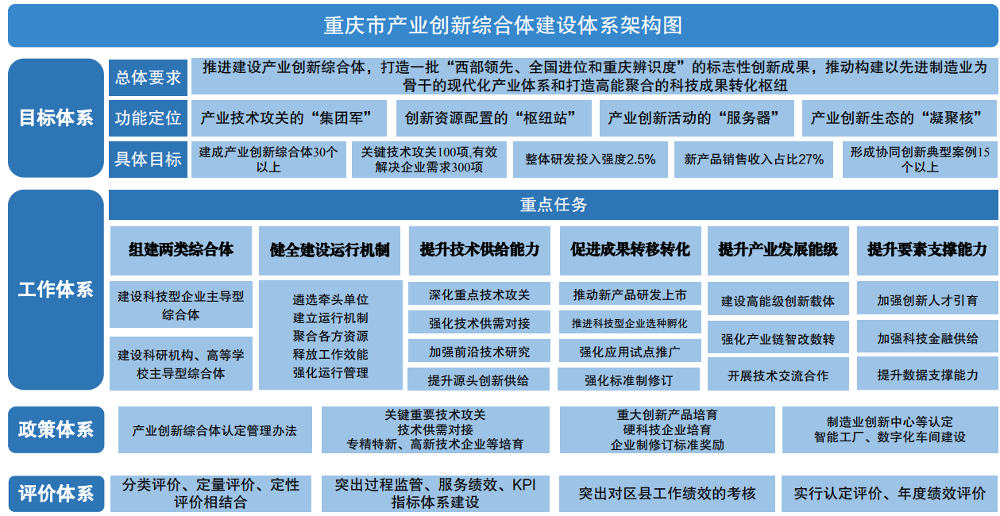 重庆市产业创新综合体建设体系架构图
目标体系
总体要求
推进建设产业创新综合体，打造一批“西部领先、全国进位和重庆辨识度”的标志性创新成果，推动构建以先进制造业为
骨干的现代化产业体系和打造高能聚合的科技成果转化枢纽
功能定位
产业技术攻关的“集团军”
创新资源配置的“枢纽站”
产业创新活动的“服务器”
产业创新生态的“凝聚核”
具体目标
建成产业创新综合体30个
以上
关键技术攻关100项,有效
解决企业需求300项
整体研发投入强度2.5%
新产品销售收入占比27%
形成协同创新典型案例15
个以上
工作体系
重点任务
组建两类综合体
建设科技型企业主导型
综合体
建设科研机构、高等学
校主导型综合体
健全建设运行机制
遴选牵头单位
建立运行机制
聚合各方资源
释放工作效能
强化运行管理
提升技术供给能力
深化重点技术攻关
强化技术供需对接
加强前沿技术研究
提升源头创新供给
促进成果转移转化
推动新产品研发上市
推进科技型企业选种孵化
强化应用试点推广
强化标准制修订
提升产业发展能级
建设高能级创新载体
强化产业链智改数转
开展技术交流合作
提升要素支撑能力
加强创新人才引育
加强科技金融供给
提升数据支撑能力
政策体系
产业创新综合体认定管理办法
关键重要技术攻关
技术供需对接
专精特新、高新技术企业等培育
重大创新产品培育
硬科技企业培育
企业制修订标准奖励
制造业创新中心等认定
智能工厂、数字化车间建设
评价体系
分类评价、定量评价、定性
评价相结合
突出过程监管、服务绩效、KPI
指标体系建设
突出对区县工作绩效的考核
实行认定评价、年度绩效评价